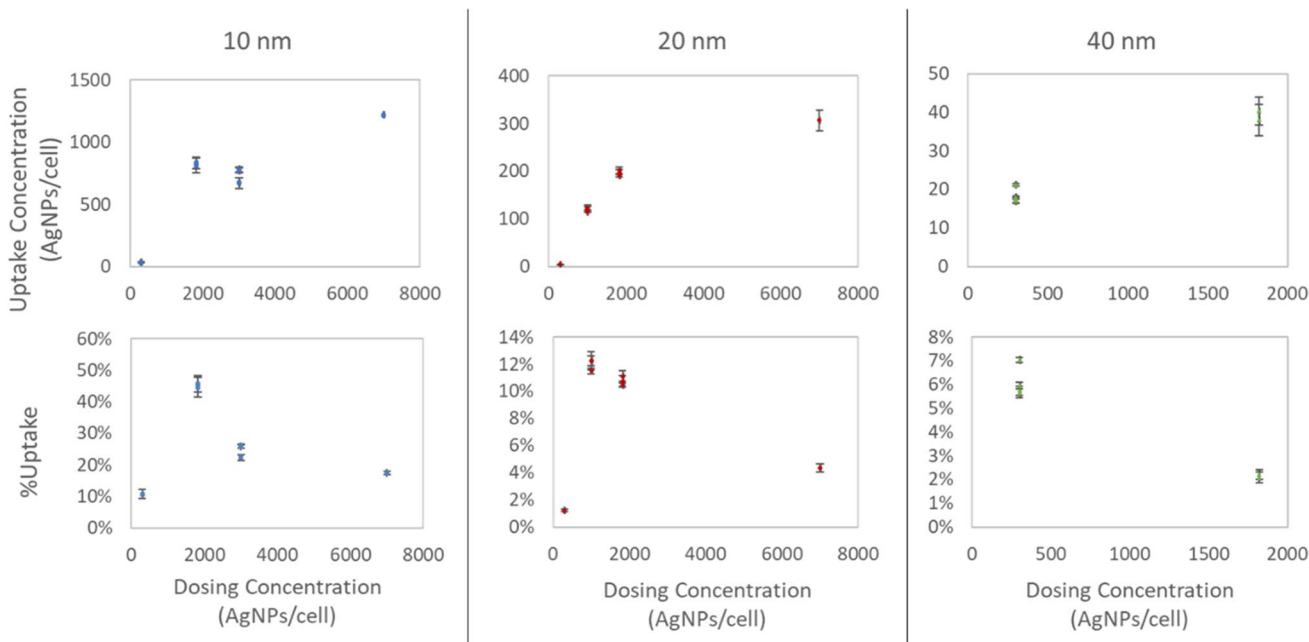 10 nm
20 nm
40 nm
Uptake Concentration
(AgNPs/cell)
1500
1000
500
0
0 2000 4000 6000 8000
400
300
200
100
0
0 2000 4000 6000 8000
50
40
30
20
10
0
0 500 1000 1500 2000
%Uptake
60%
50%
40%
30%
20%
10%
0%
0 2000 4000 6000 8000
Dosing Concentration
(AgNPs/cell)
14%
12%
10%
8%
6%
4%
2%
0%
0 2000 4000 6000 8000
Dosing Concentration
(AgNPs/cell)
8%
7%
6%
5%
4%
3%
2%
1%
0%
0 500 1000 1500 2000
Dosing Concentration
(AgNPs/cell)